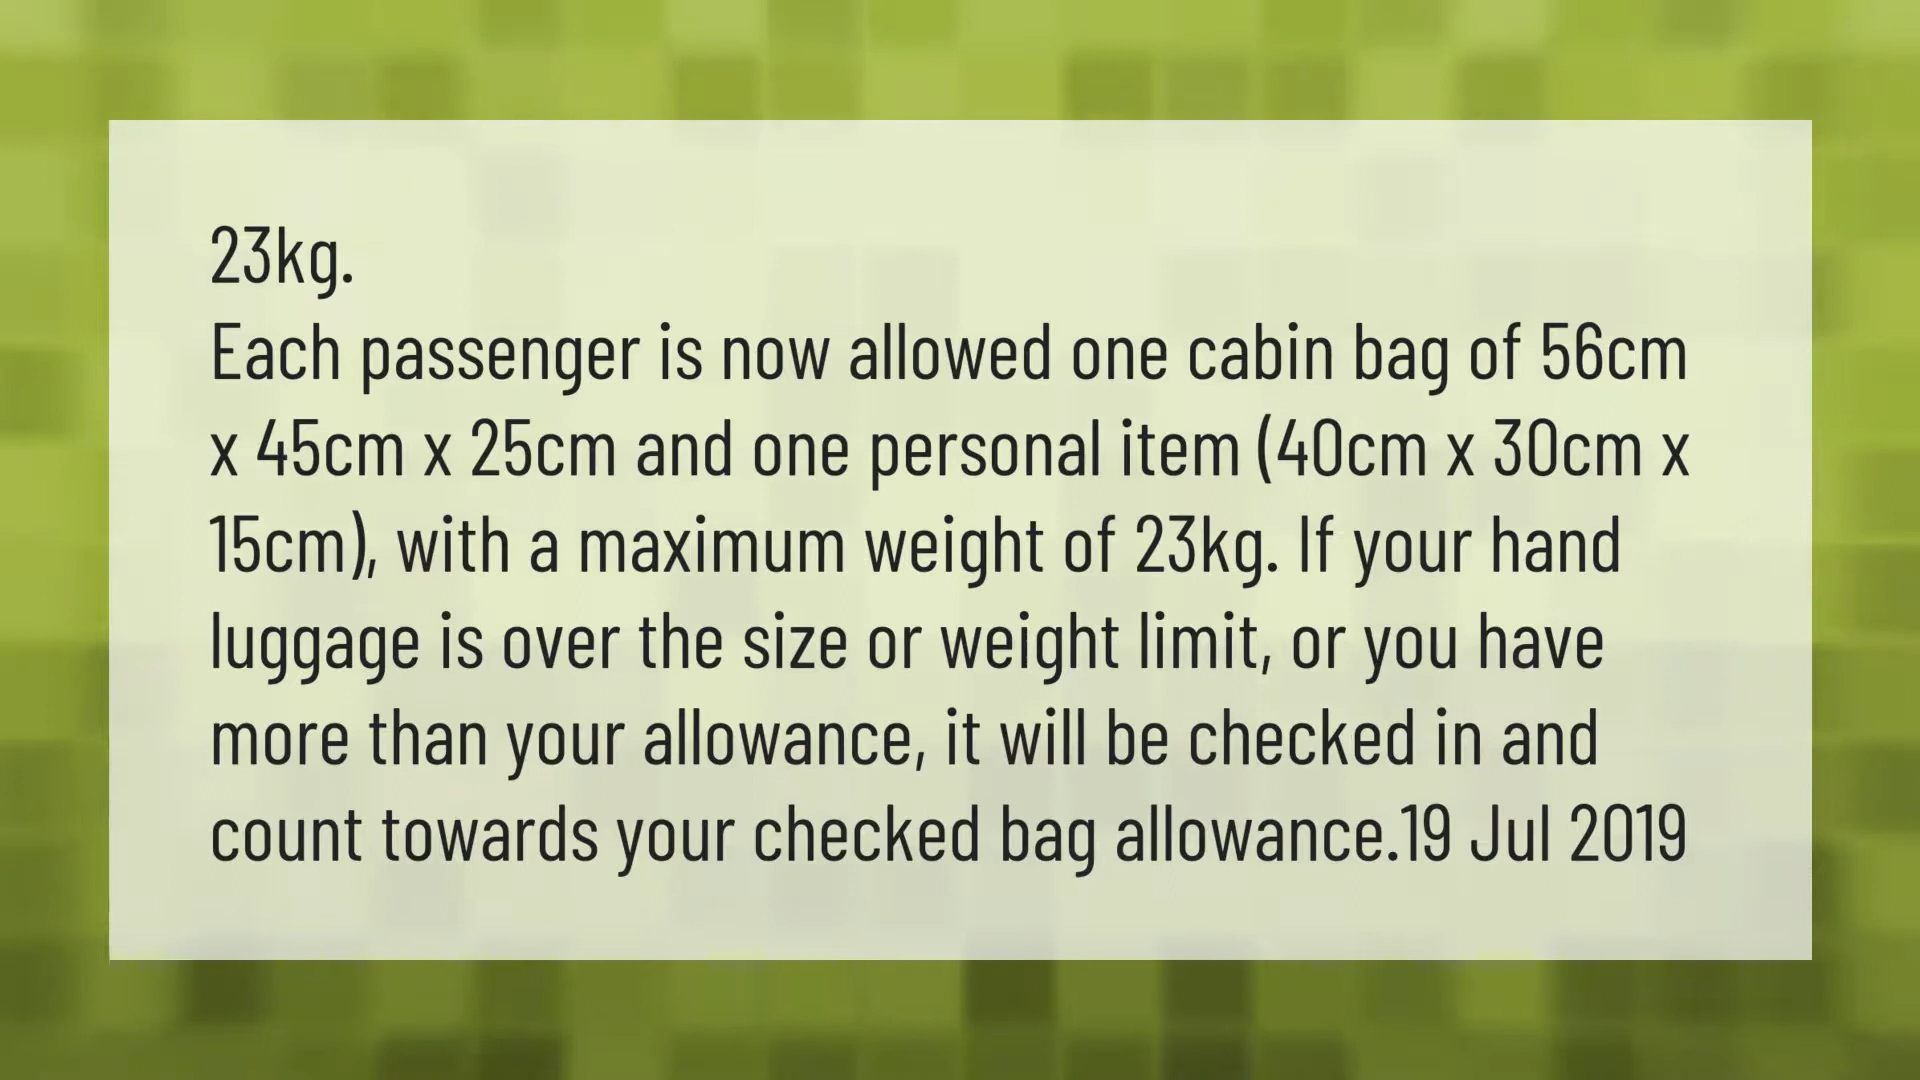 23kg.
Each passenger is now allowed one cabin bag of 56cm
x 45cm x 25cm and one personal item (40cm x 30cm x
15cm), with a maximum weight of 23kg. If your hand
luggage is over the size or weight limit, or you have
more than your allowance, it will be checked in and
count towards your checked bag allowance.19 Jul 2019